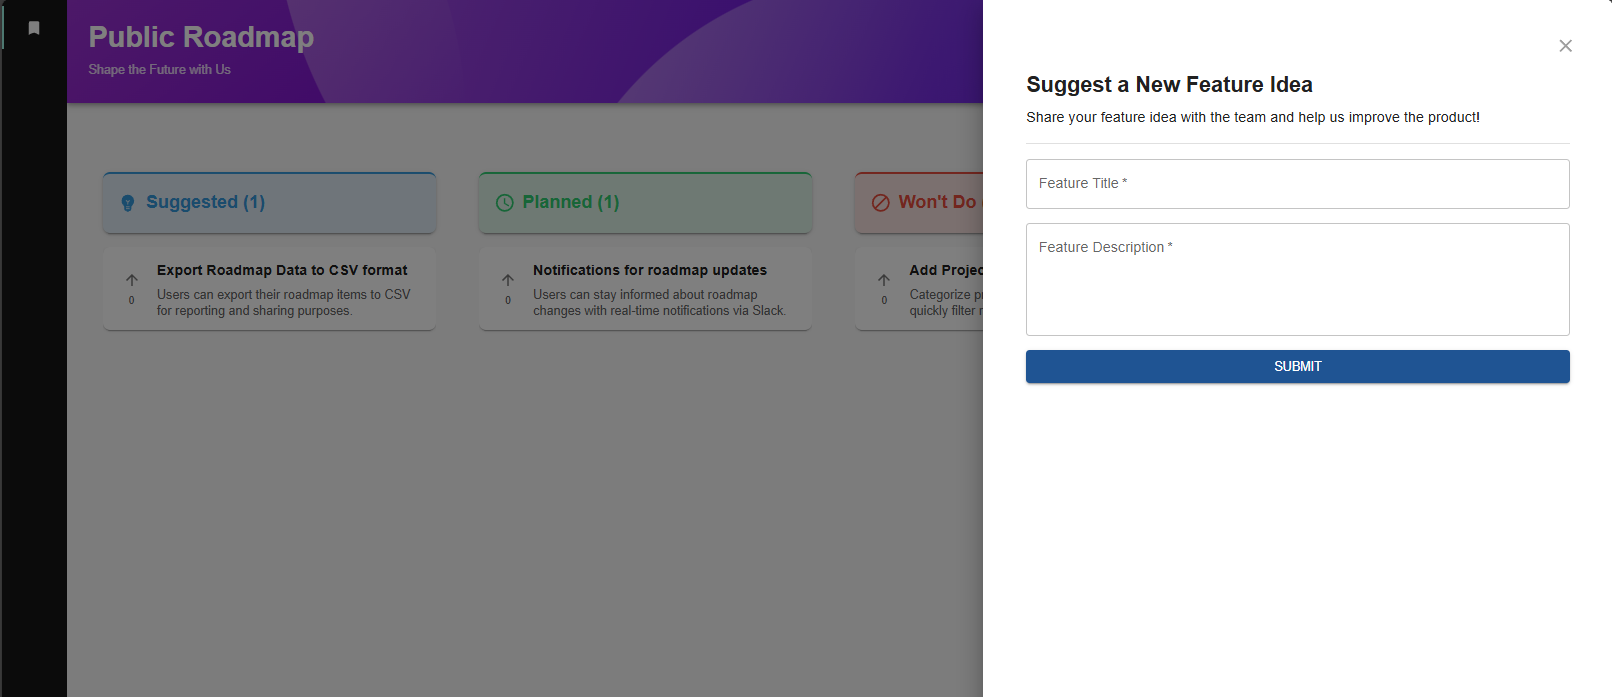 Public Roadmap
Shape the Future with Us
Suggested (1)
Export Roadmap Data to CSV format
0
Users can export their roadmap items to CSV
for reporting and sharing purposes.
Planned (1)
Notifications for roadmap updates
0
Users can stay informed about roadmap
changes with real-time notifications via Slack.
Won't Do
Add
0
Categorize
quickly filter
Suggest a New Feature Idea
Share your feature idea with the team and help us improve the product!
Feature Title *
Feature Description *
SUBMIT